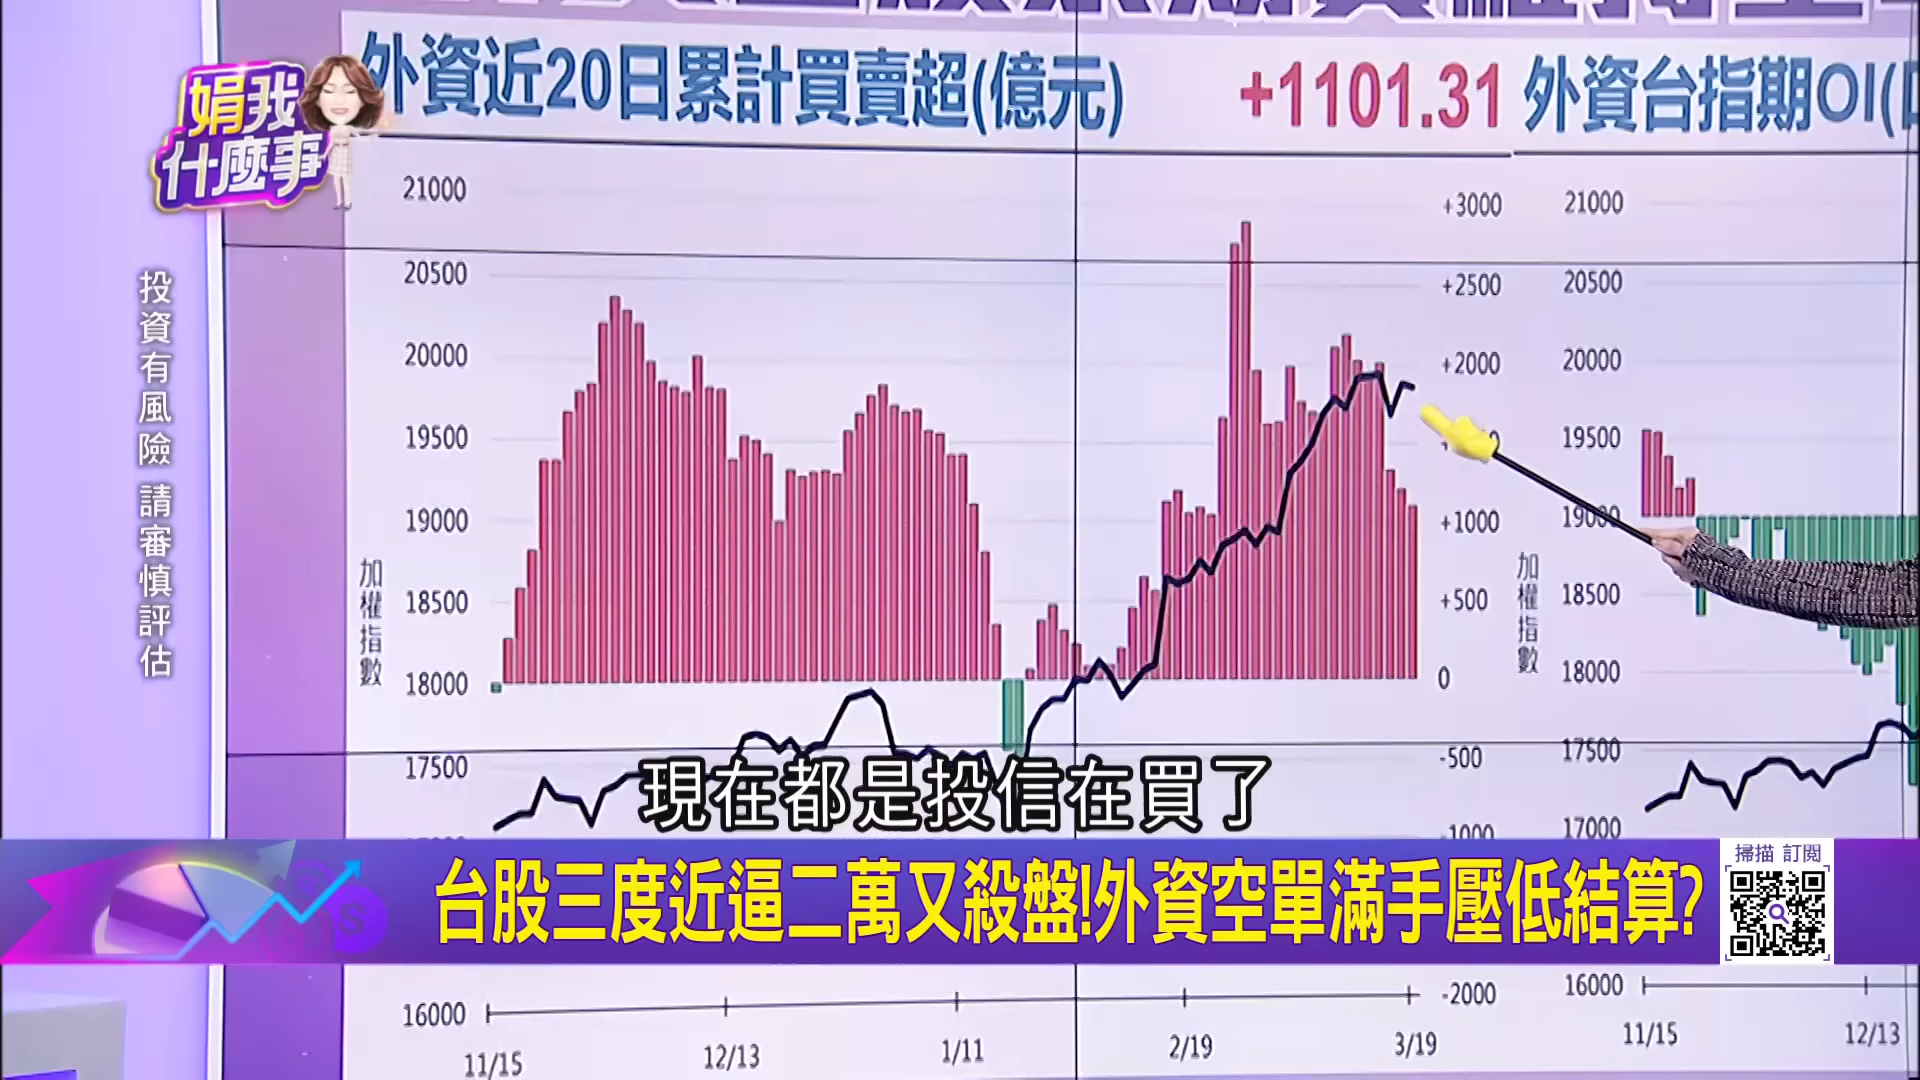 外資近20日累計買賣超(億元) +1101.31 外資台指期OI(
娟我
什麼事
投資有風險 請審慎評估
21000
20500
20000
19500
19000
18500
18000
17500
16000
加權指數
+3000
+2500
+2000
+1000
+500
0
-500
-1000
-2000
11/15 12/13 1/11 2/19 3/19
21000
20500
20000
19500
19000
18500
18000
17500
17000
16000
加權指數
11/15 12/13
現在都是投信在買了
台股三度近逼二萬又殺盤!外資空單滿手壓低結算?
掃描 訂閱